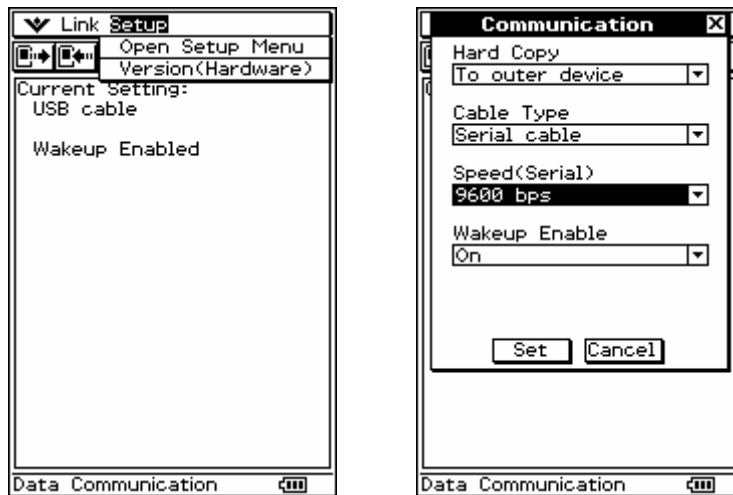 Link Setup
Open Setup Menu
Version(Hardware)
Current Setting:
USB cable
Wakeup Enabled
Data Communication
Communication
Hard Copy
To outer device
Cable Type
Serial cable
Speed(Serial)
9600 bps
Wakeup Enable
On
Set Cancel
Data Communication